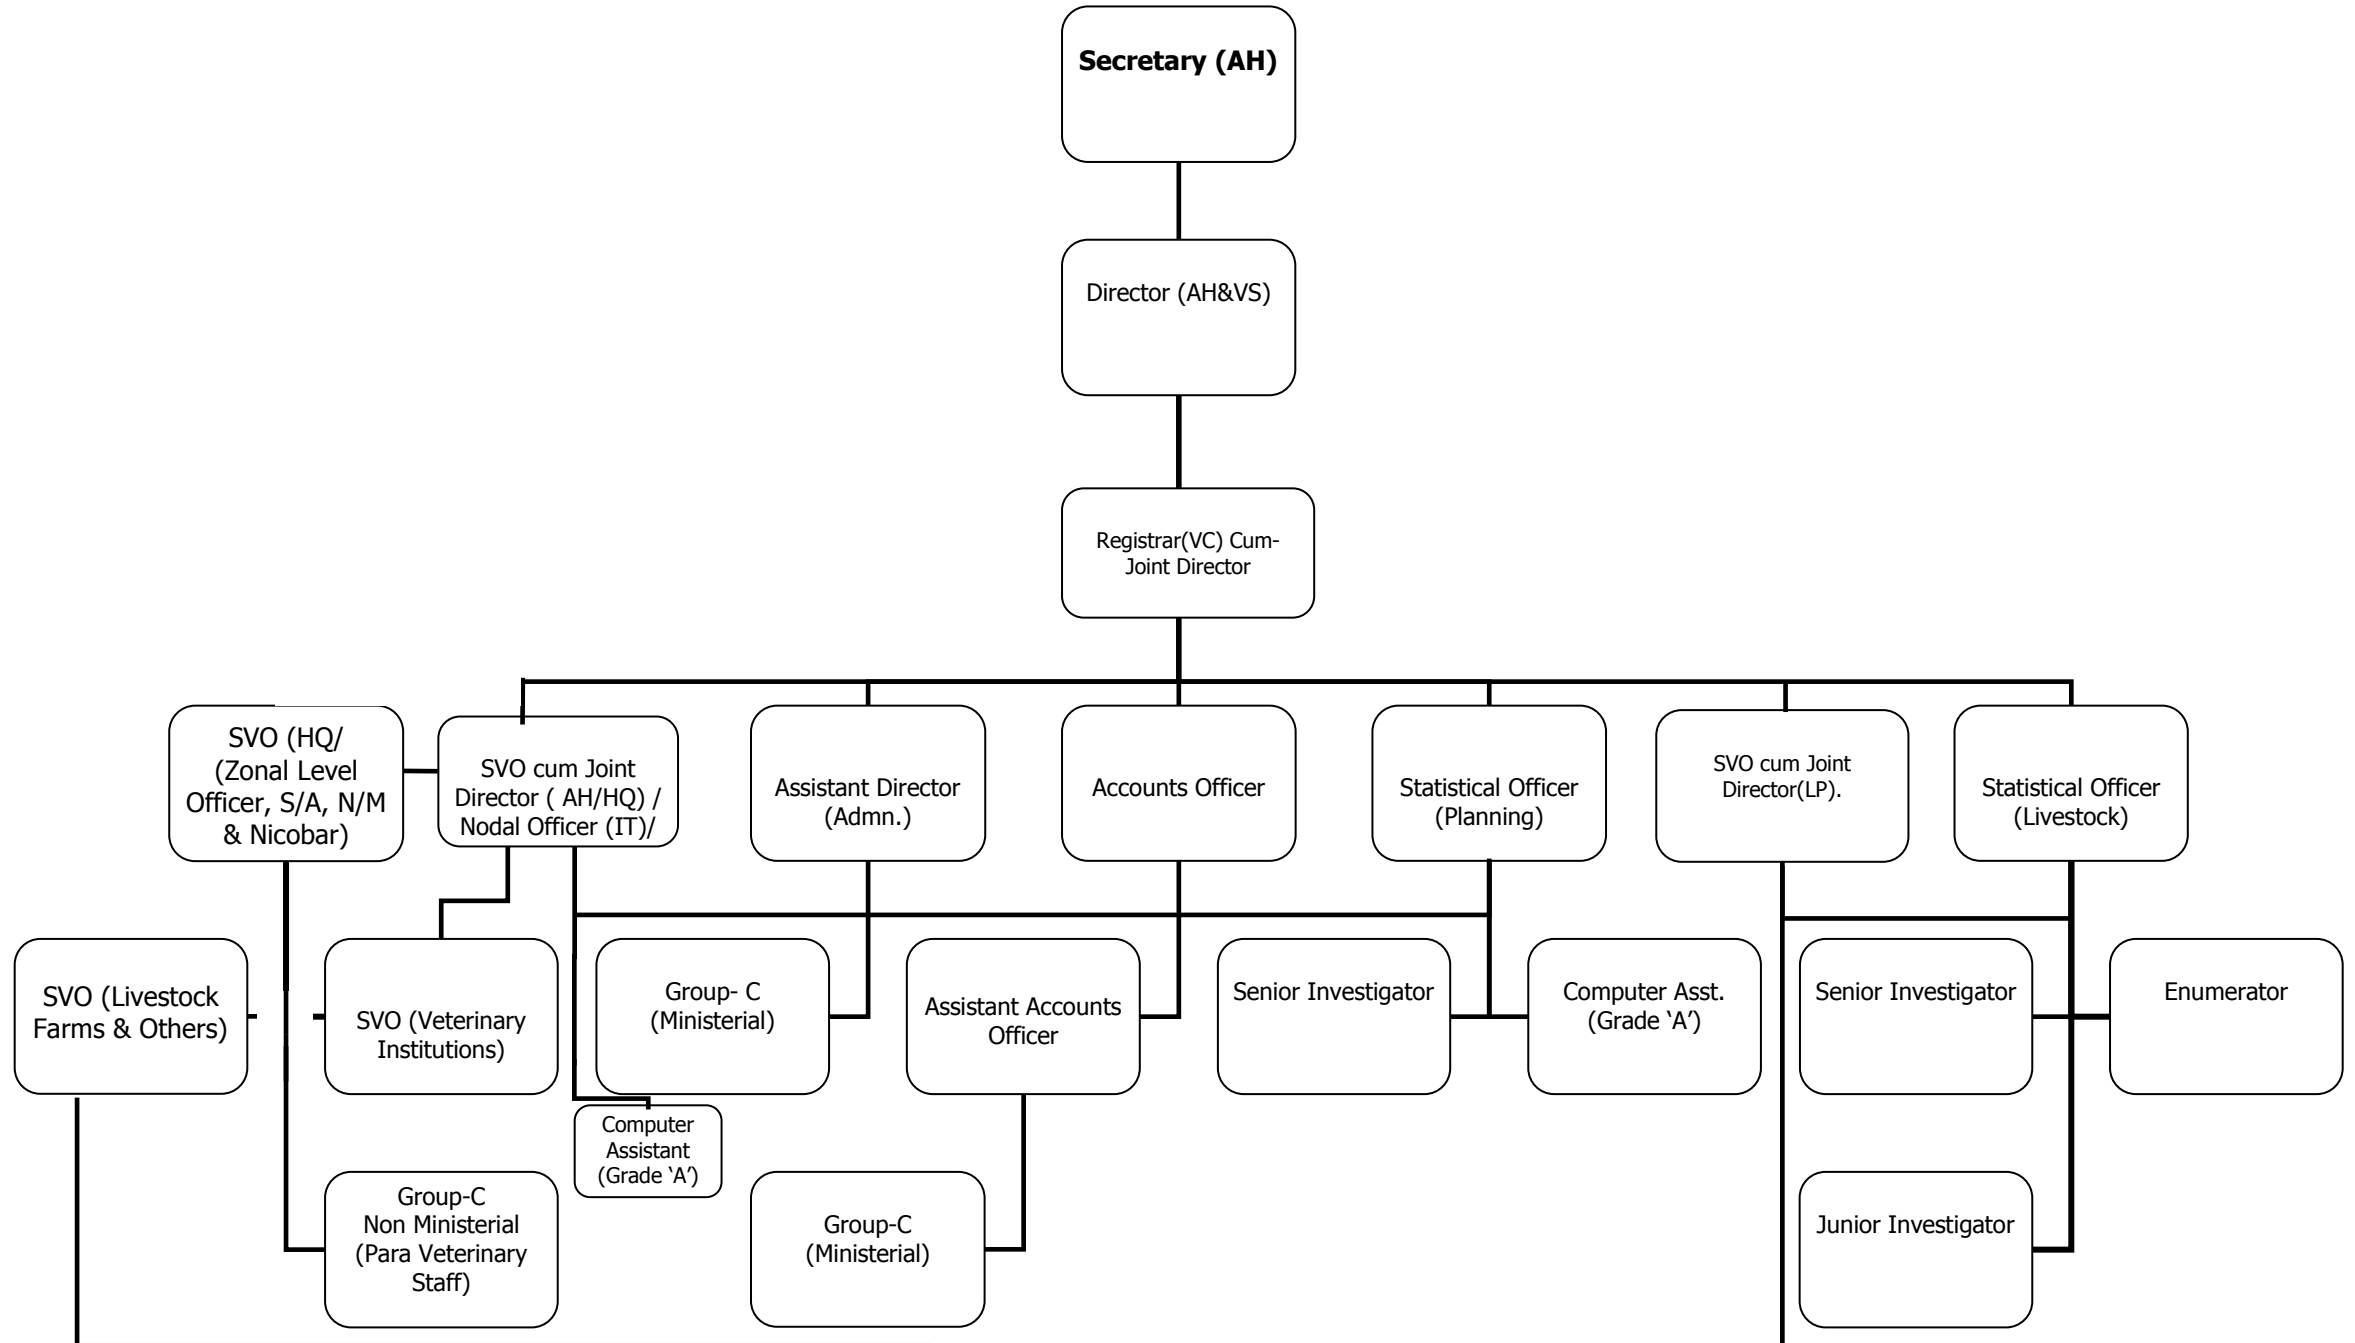 Secretary (AH)
Director (AH&VS)
Registrar(VC) Cum-
Joint Director
SVO (HQ/
(Zonal Level
Officer, S/A, N/M
& Nicobar)
SVO cum Joint
Director ( AH/HQ) /
Nodal Officer (IT)/
Assistant Director
(Admn.)
Accounts Officer
Statistical Officer
(Planning)
SVO cum Joint
Director(LP).
Statistical Officer
(Livestock)
SVO (Livestock
Farms & Others)
SVO (Veterinary
Institutions)
Group- C
(Ministerial)
Assistant Accounts
Officer
Senior Investigator
Computer Asst.
(Grade ‘A’)
Senior Investigator
Enumerator
Computer
Assistant
(Grade ‘A’)
Group-C
Non Ministerial
(Para Veterinary
Staff)
Group-C
(Ministerial)
Junior Investigator